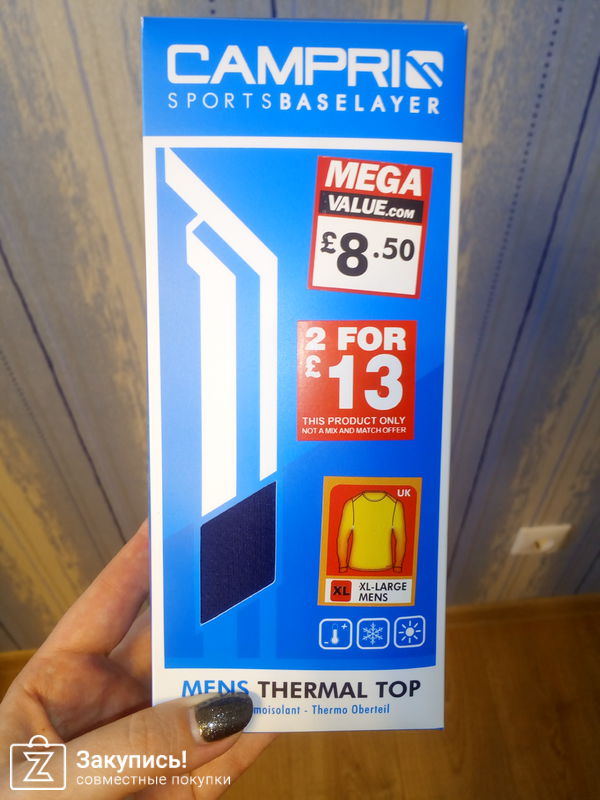 CAMPRI
SPORTSBASELAYER
MEGA
VALUE.COM
£8.50
2 FOR
£13
THIS PRODUCT ONLY
NOT A MIX AND MATCH OFFER
UK
XL
XL-LARGE
MENS
MENS THERMAL TOP
- Thermo Oberteil
Закупись!
совместные покупки